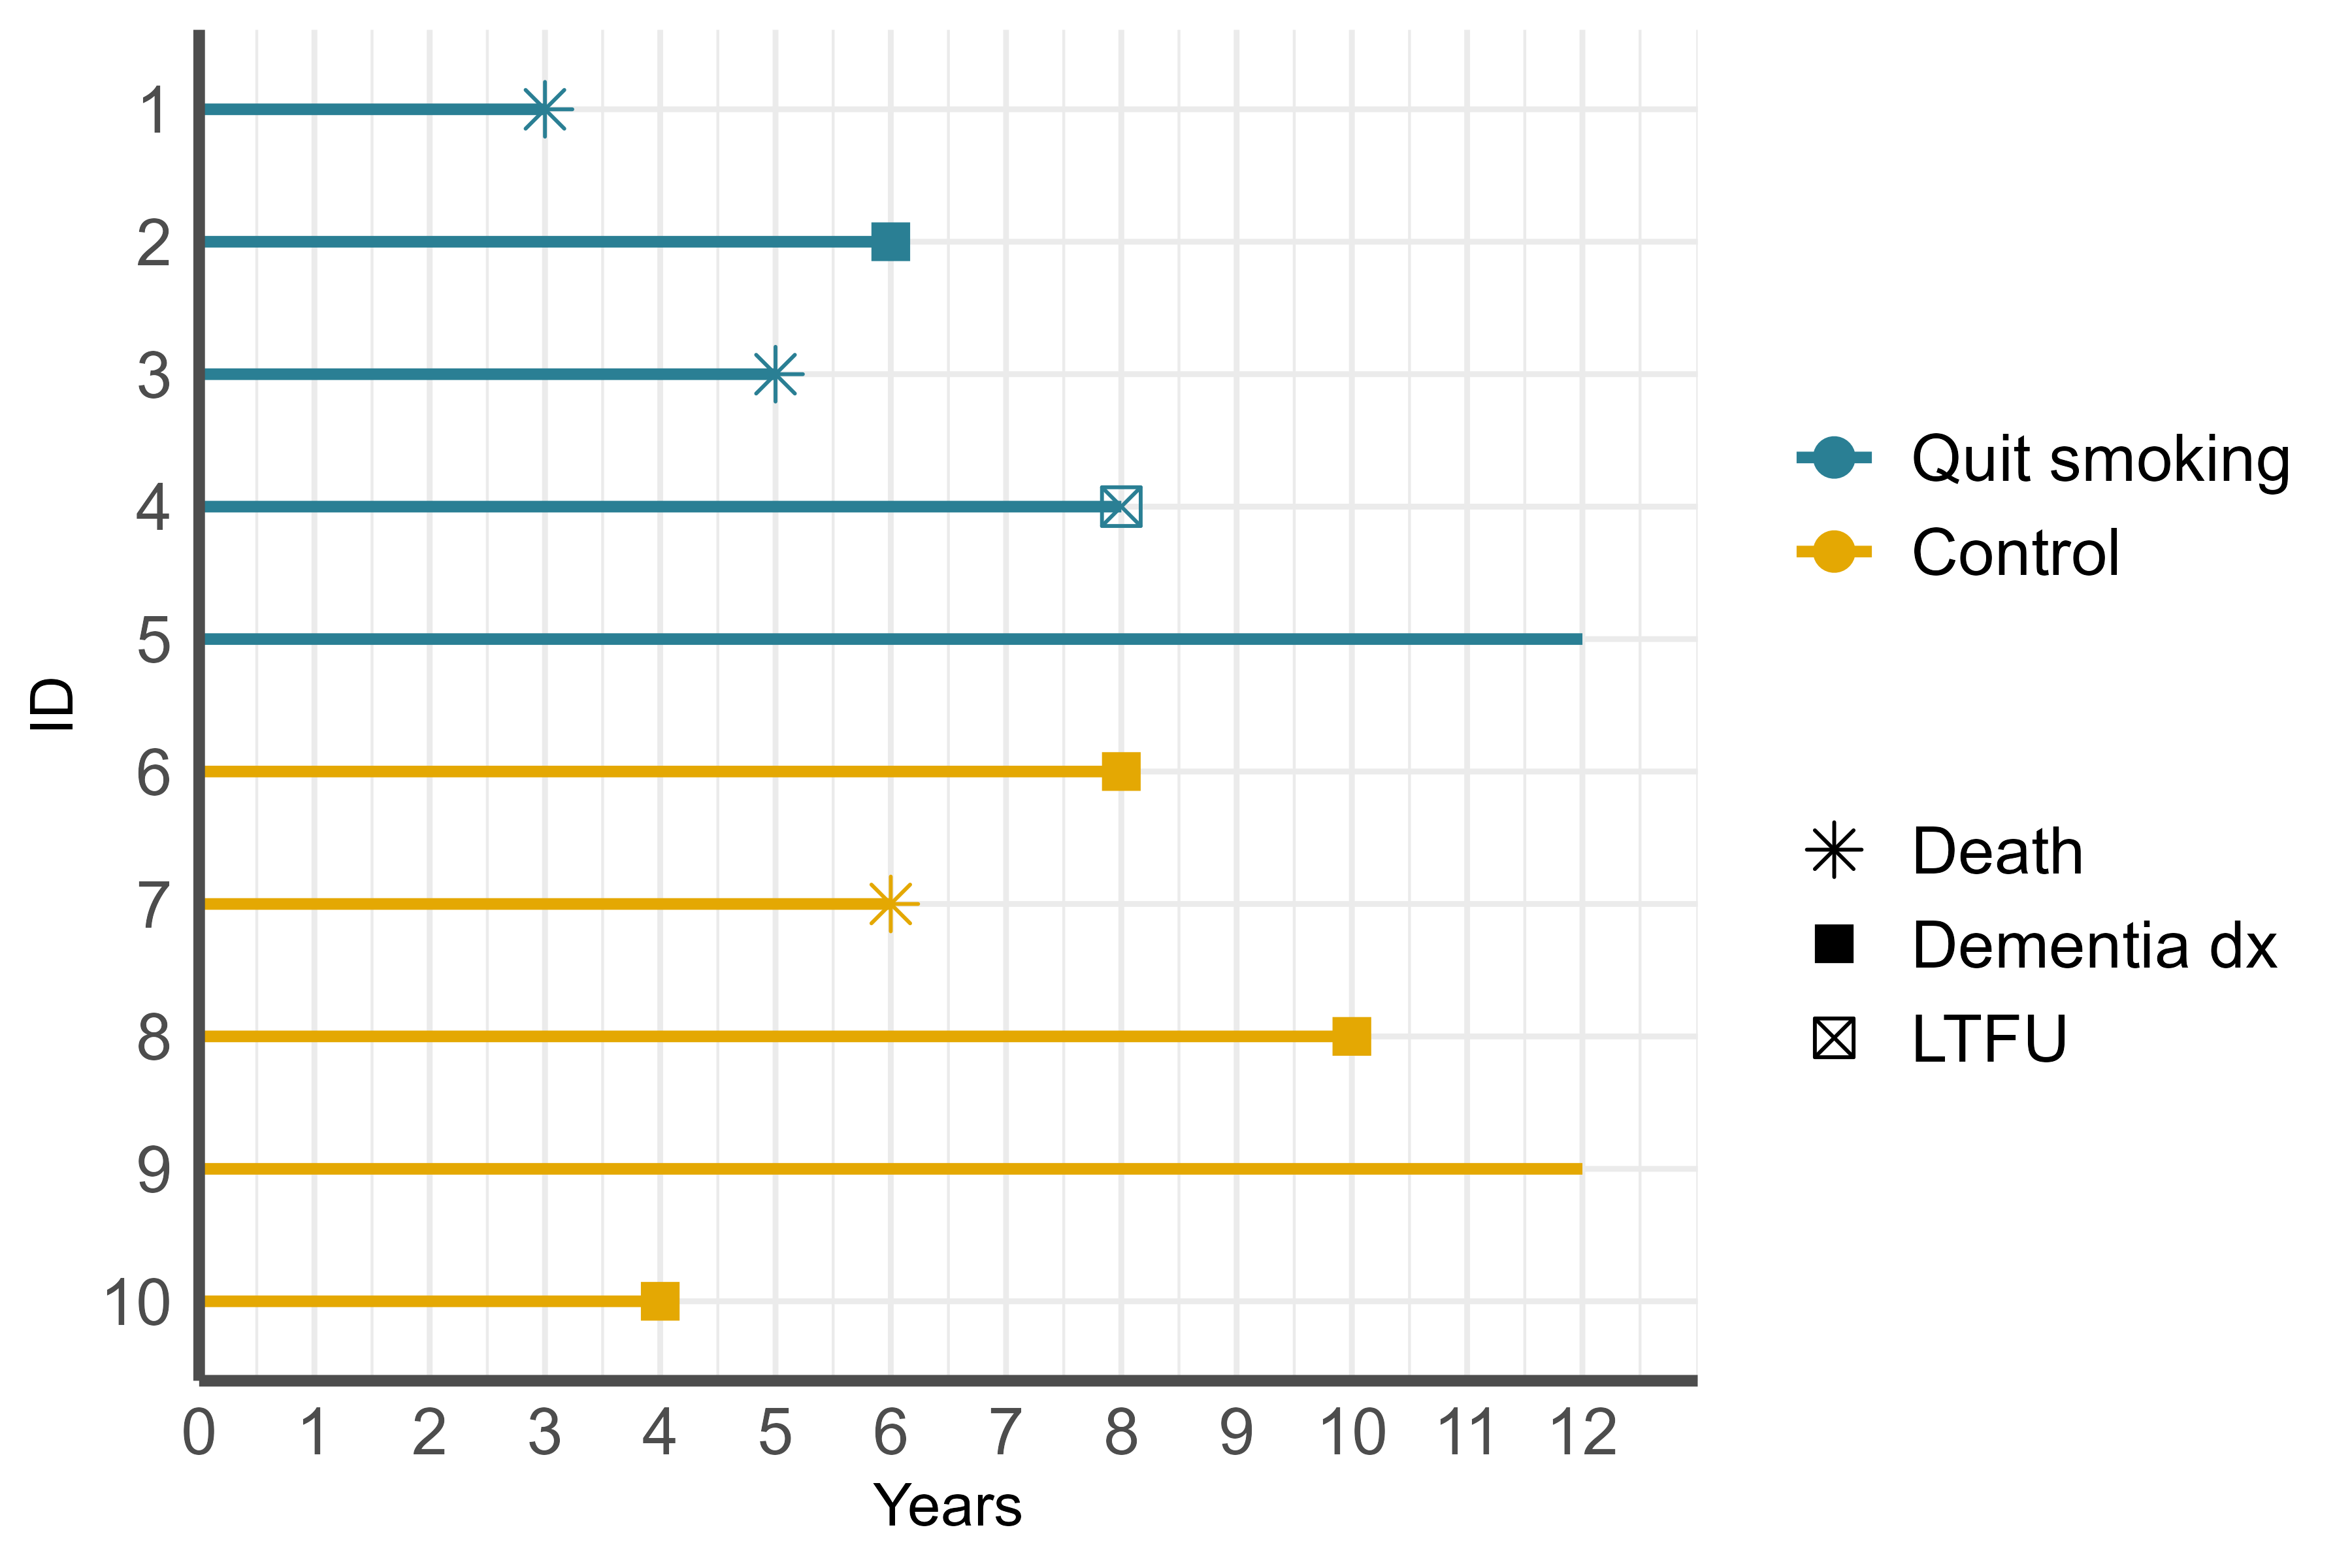 1
2
3
4
5
6
7
8
9
10
ID
0 1 2 3 4 5 6 7 8 9 10 11 12
Years
Quit smoking
Control
Death
Dementia dx
LTFU